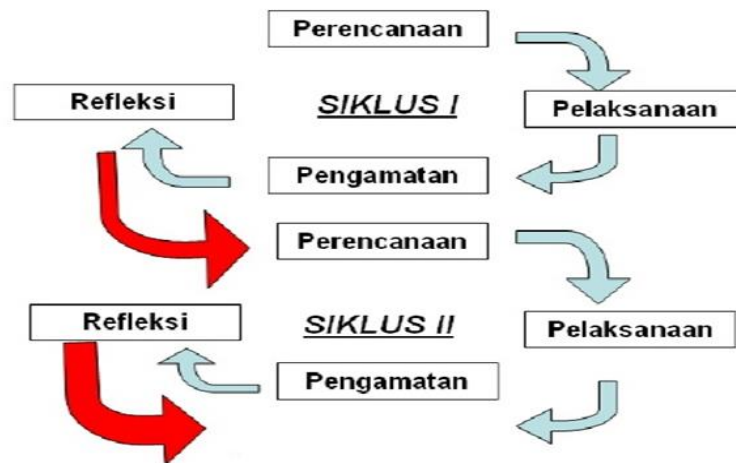 Perencanaan
Refleksi
SIKLUS I
Pelaksanaan
Pengamatan
Perencanaan
Refleksi
SIKLUS II
Pelaksanaan
Pengamatan